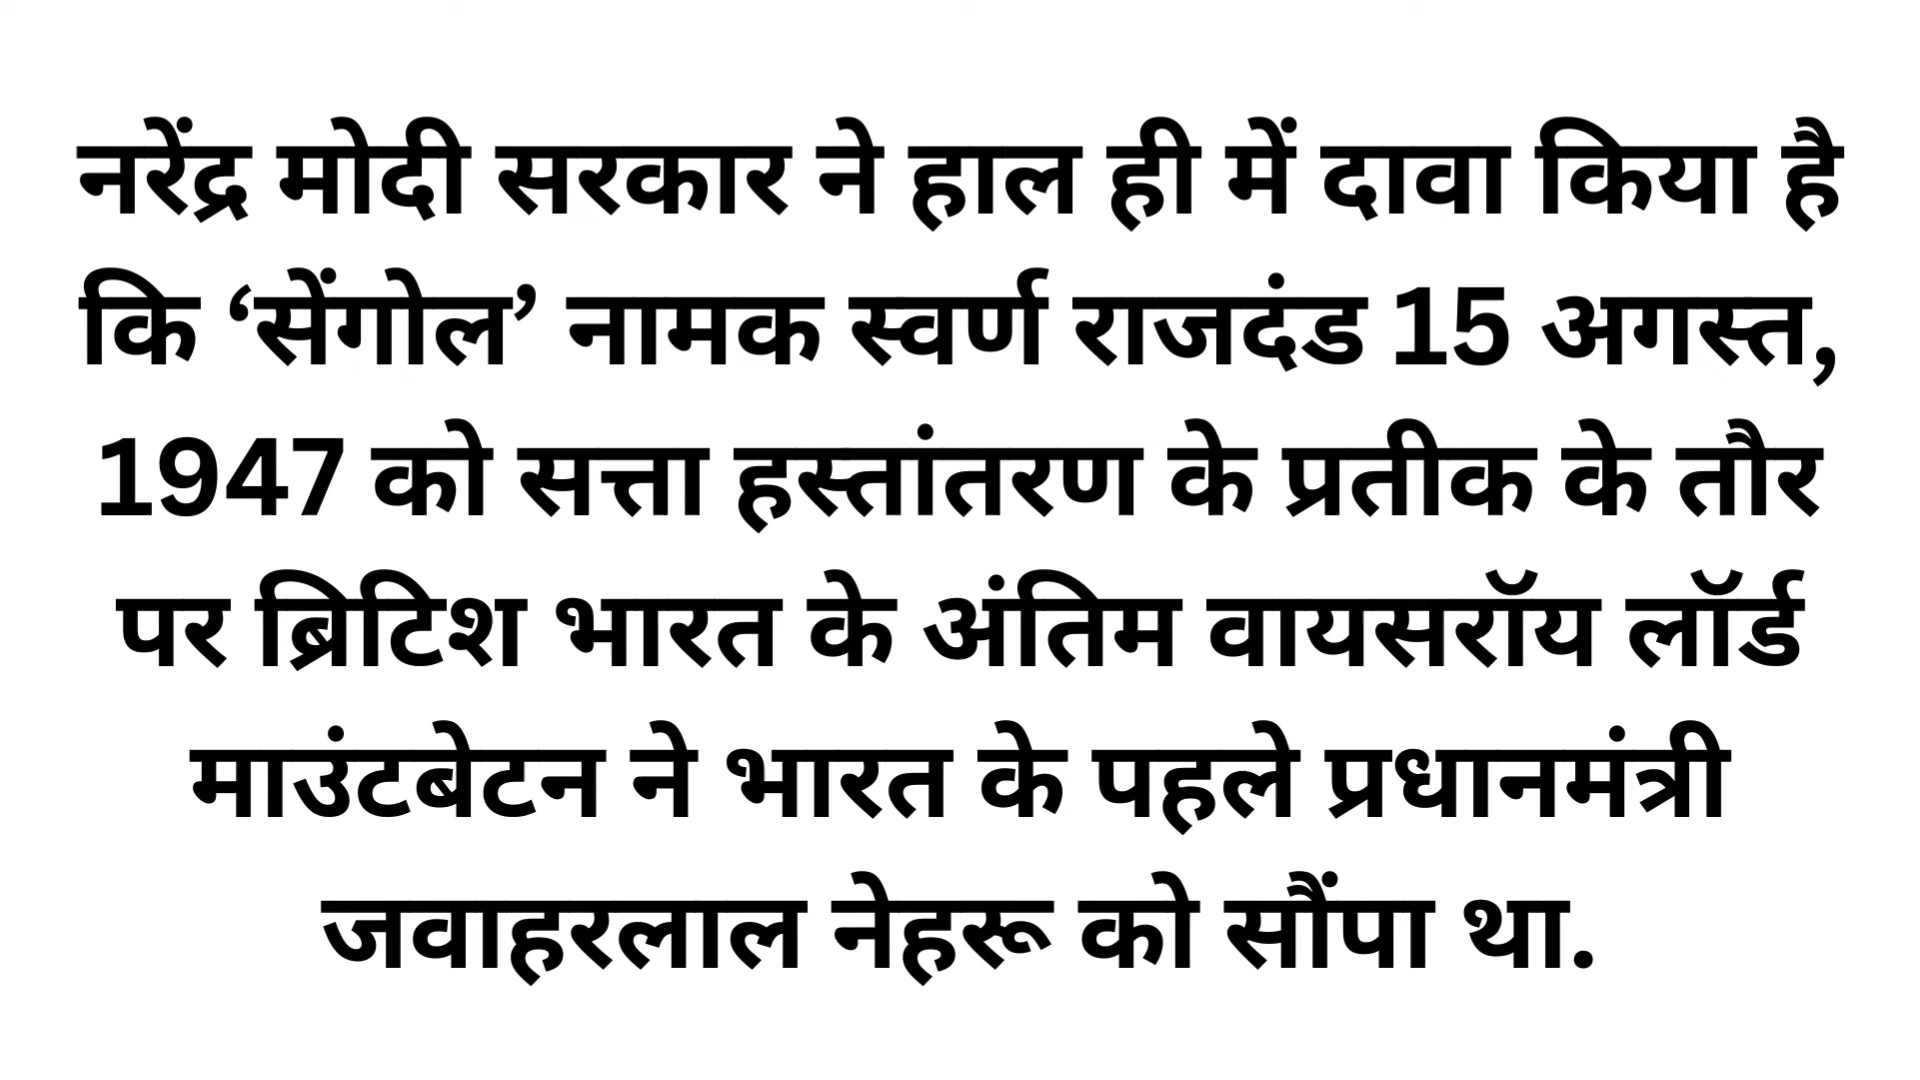 नरेंद्र मोदी सरकार ने हाल ही में दावा किया है
कि ‘सेंगोल’ नामक स्वर्ण राजदंड 15 अगस्त,
1947 को सत्ता हस्तांतरण के प्रतीक के तौर
पर ब्रिटिश भारत के अंतिम वायसरॉय लॉर्ड
माउंटबेटन ने भारत के पहले प्रधानमंत्री
जवाहरलाल नेहरू को सौंपा था.